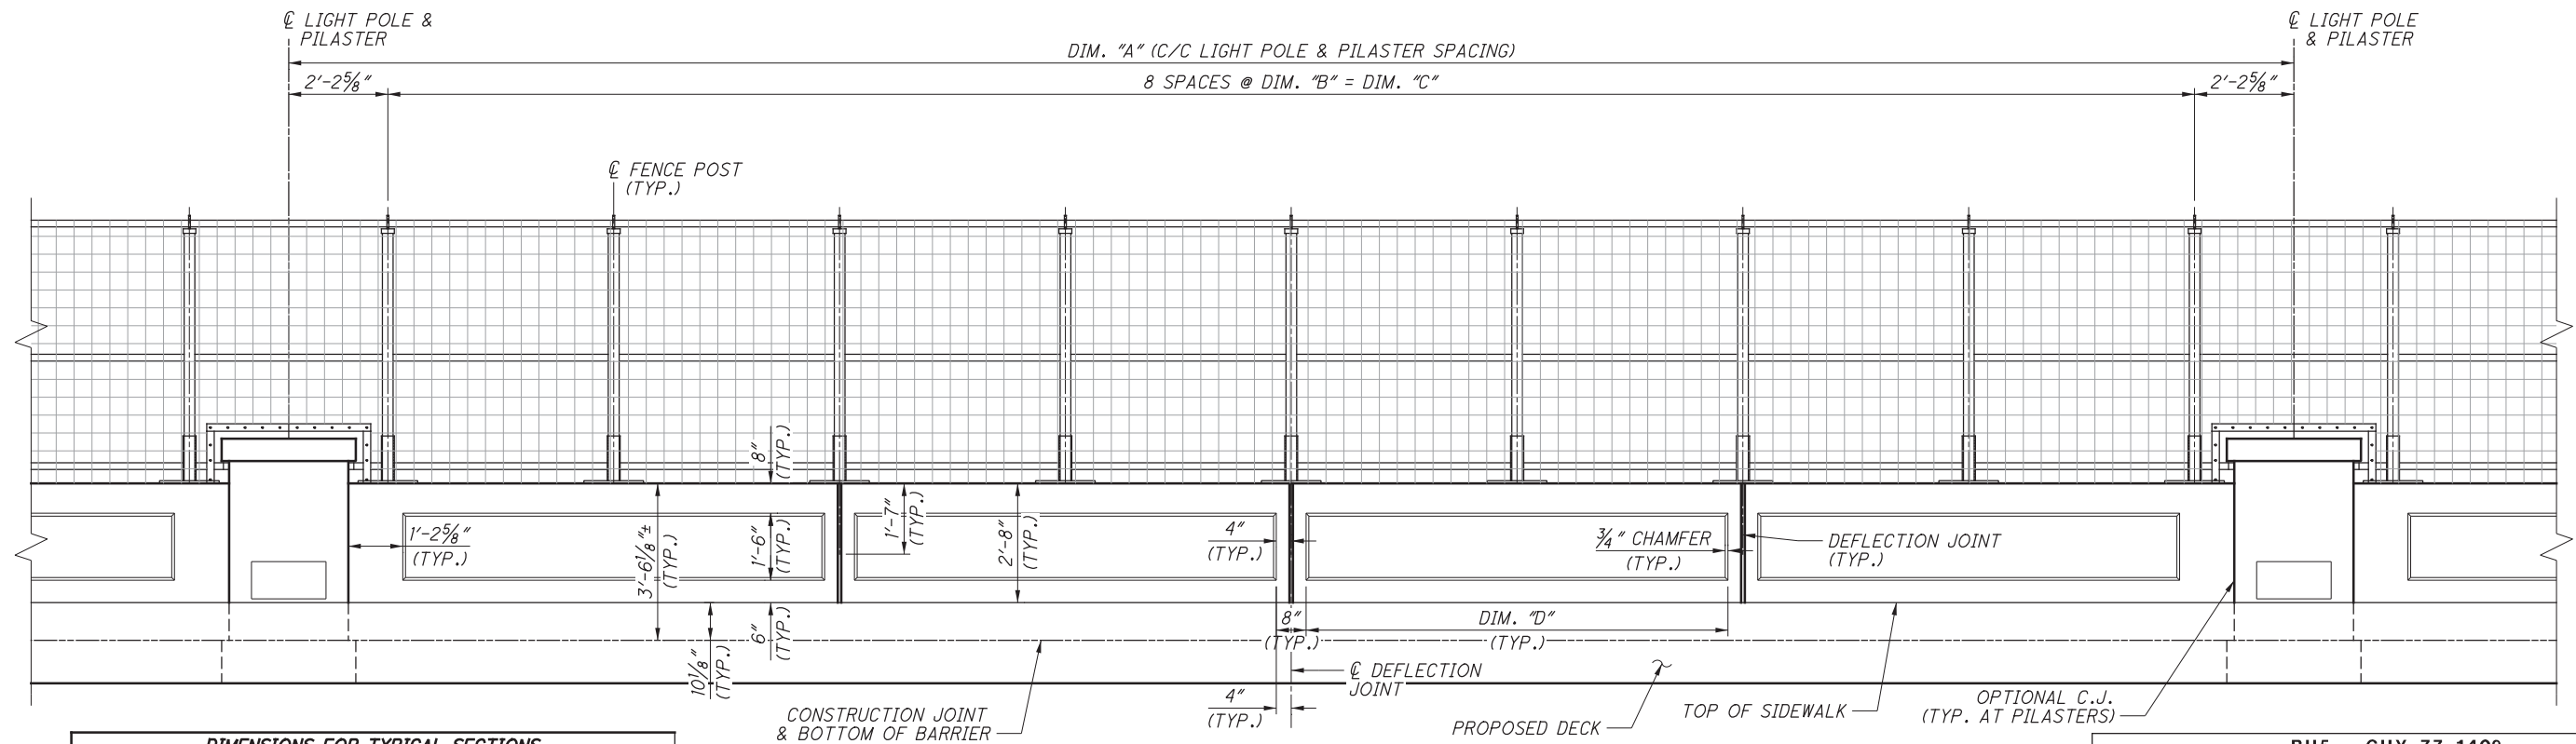 ℄ LIGHT POLE &
PILASTER
℄ LIGHT POLE
& PILASTER
DIM. "A" (C/C LIGHT POLE & PILASTER SPACING)
2'-2⅝"
8 SPACES @ DIM. "B" = DIM. "C"
2'-2⅝"
℄ FENCE POST
(TYP.)
8"
(TYP.)
1'-2⅝"
(TYP.)
3'-6⅛"±
(TYP.)
1'-6"
(TYP.)
1'-7"
(TYP.)
2'-8"
(TYP.)
4"
(TYP.)
¾" CHAMFER
(TYP.)
DEFLECTION JOINT
(TYP.)
10⅛"
(TYP.)
6"
(TYP.)
8"
(TYP.)
DIM. "D"
(TYP.)
℄ DEFLECTION
JOINT
4"
(TYP.)
CONSTRUCTION JOINT
& BOTTOM OF BARRIER
PROPOSED DECK
TOP OF SIDEWALK
OPTIONAL C.J.
(TYP. AT PILASTERS)
DIMENSIONS FOR TYPICAL SECTIONS